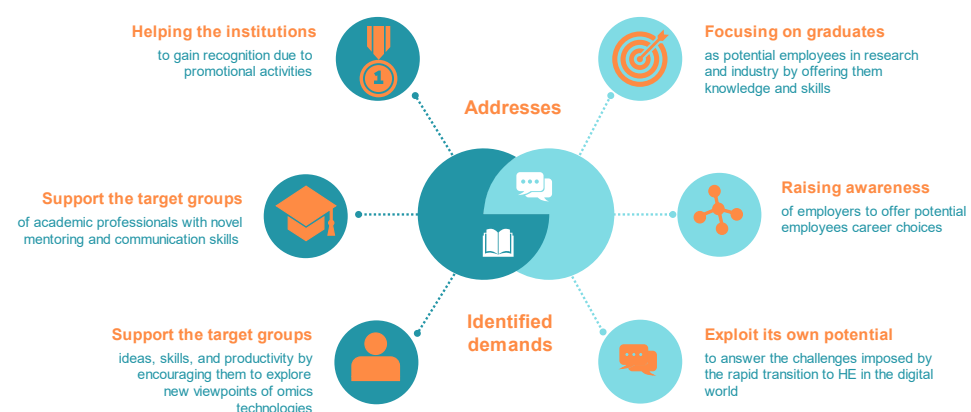 Helping the institutions
to gain recognition due to
promotional activities
1
Support the target groups
of academic professionals with novel
mentoring and communication skills
Support the target groups
ideas, skills, and productivity by
encouraging them to explore
new viewpoints of omics
technologies
Addresses
Identified
demands
Focusing on graduates
as potential employees in research
and industry by offering them
knowledge and skills
Raising awareness
of employers to offer potential
employees career choices
Exploit its own potential
to answer the challenges imposed by
the rapid transition to HE in the digital
world